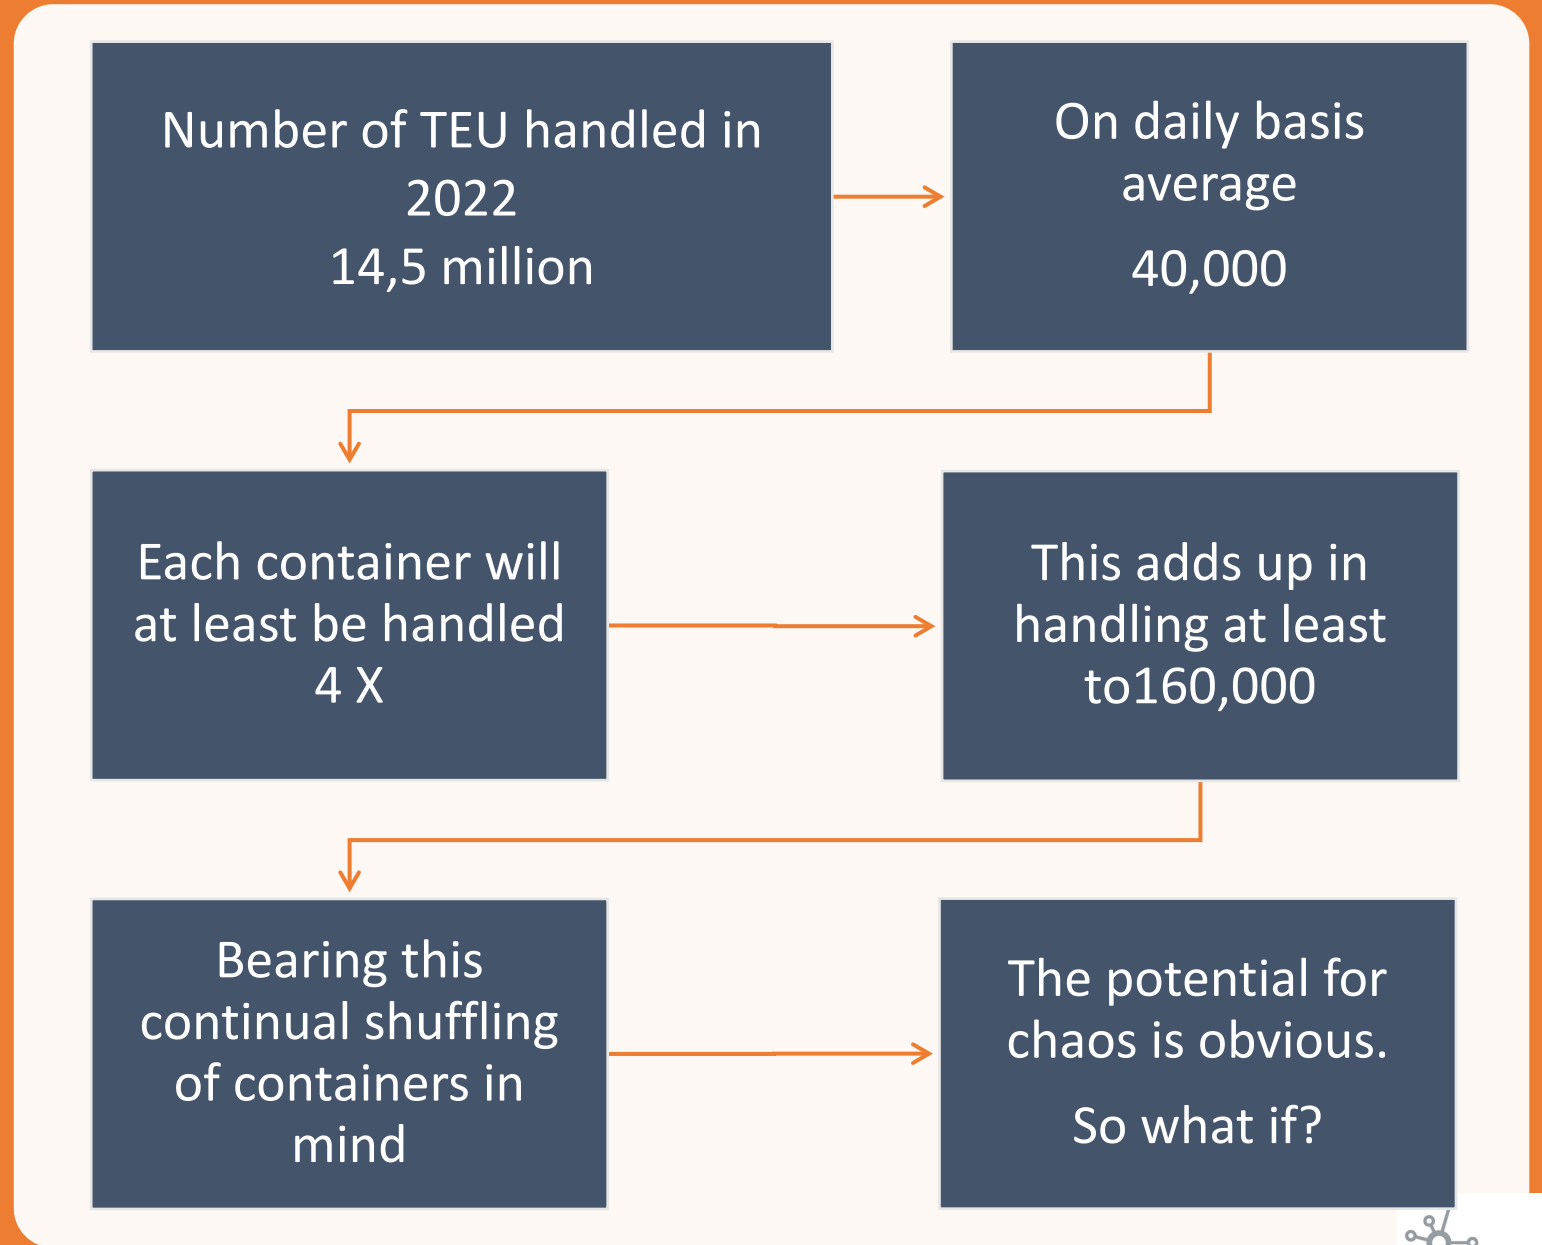 Number of TEU handled in
2022
14,5 million
On daily basis
average
40,000
Each container will
at least be handled
4 X
This adds up in
handling at least
to160,000
Bearing this
continual shuffling
of containers in
mind
The potential for
chaos is obvious.
So what if?